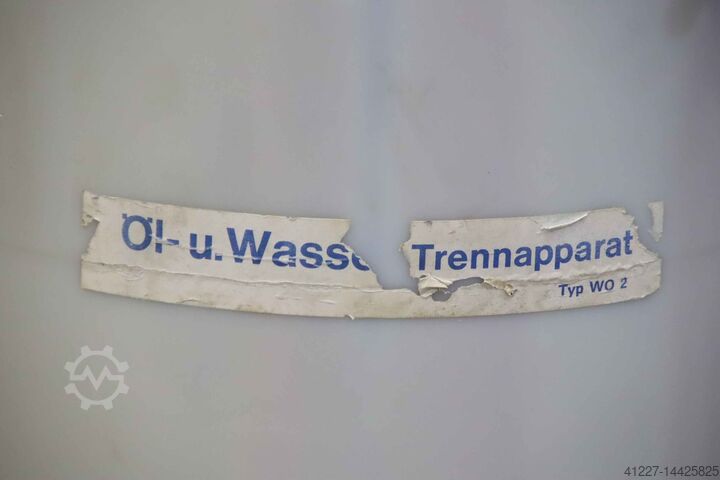 Öl- u. Wasse Trennapparat
Typ WO 2
41227-14425825